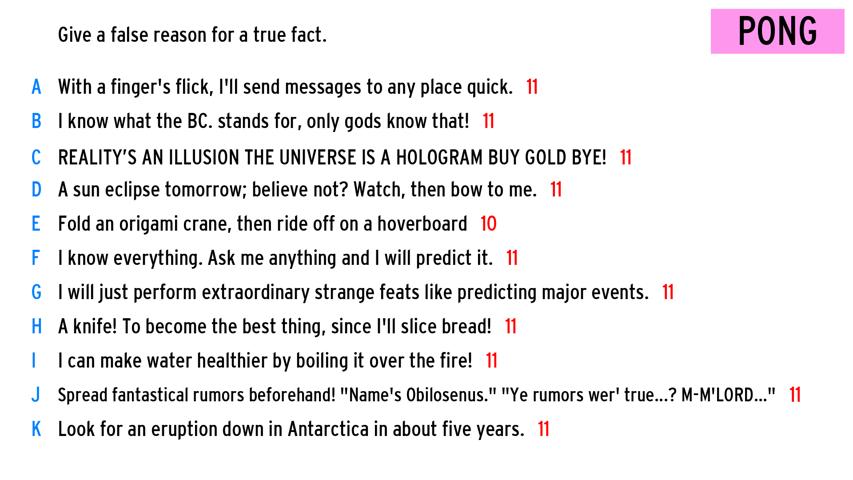 Give a false reason for a true fact.
PONG
A With a finger's flick, I'll send messages to any place quick. 11
B I know what the BC. stands for, only gods know that! 11
C REALITY'S AN ILLUSION THE UNIVERSE IS A HOLOGRAM BUY GOLD BYE! 11
D A sun eclipse tomorrow; believe not? Watch, then bow to me. 11
E Fold an origami crane, then ride off on a hoverboard 10
F I know everything. Ask me anything and I will predict it. 11
G I will just perform extraordinary strange feats like predicting major events. 11
H A knife! To become the best thing, since I'll slice bread! 11
I I can make water healthier by boiling it over the fire! 11
J Spread fantastical rumors beforehand! "Name's Obilosenus." "Ye rumors wer' true...? M-M'LORD..." 11
K Look for an eruption down in Antarctica in about five years. 11